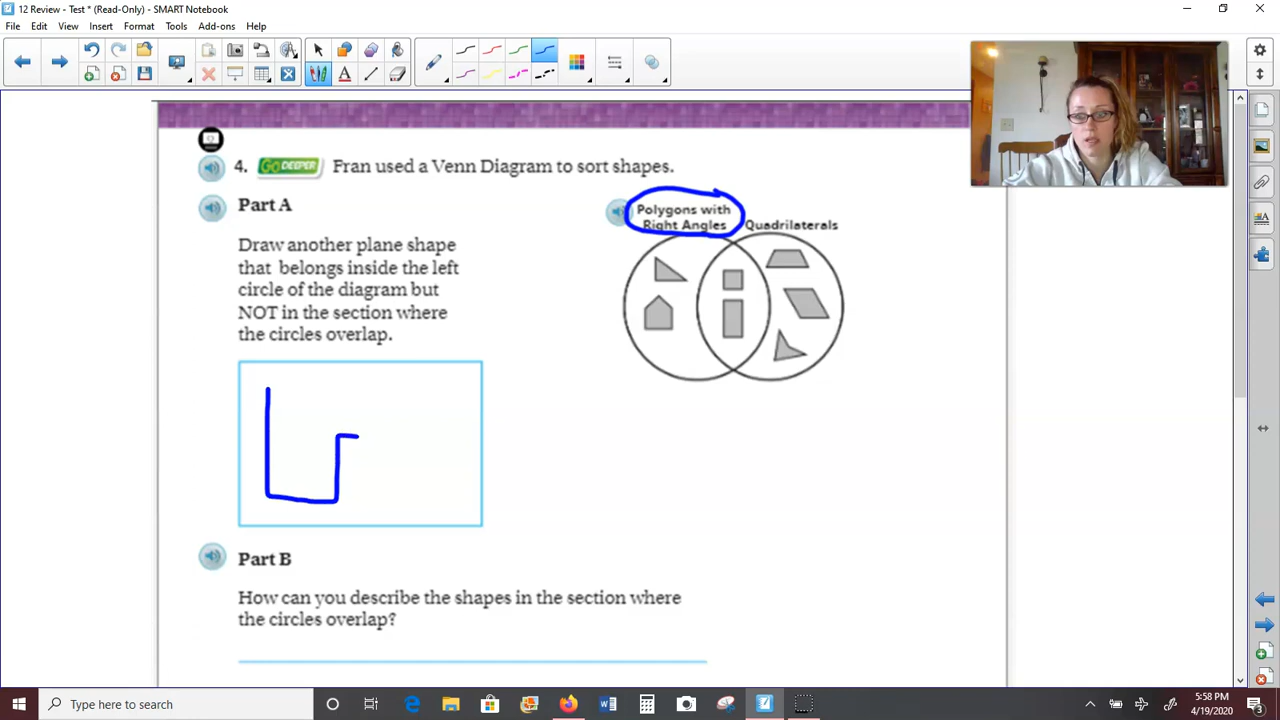 12 Review - Test * (Read-Only) - SMART Notebook
File Edit View Insert Format Tools Add-ons Help
4. Go DEEPER Fran used a Venn Diagram to sort shapes.
Part A
Draw another plane shape
that belongs inside the left
circle of the diagram but
NOT in the section where
the circles overlap.
Polygons with
Right Angles
Quadrilaterals
Part B
How can you describe the shapes in the section where
the circles overlap?
Type here to search
5:58 PM
4/19/2020
3